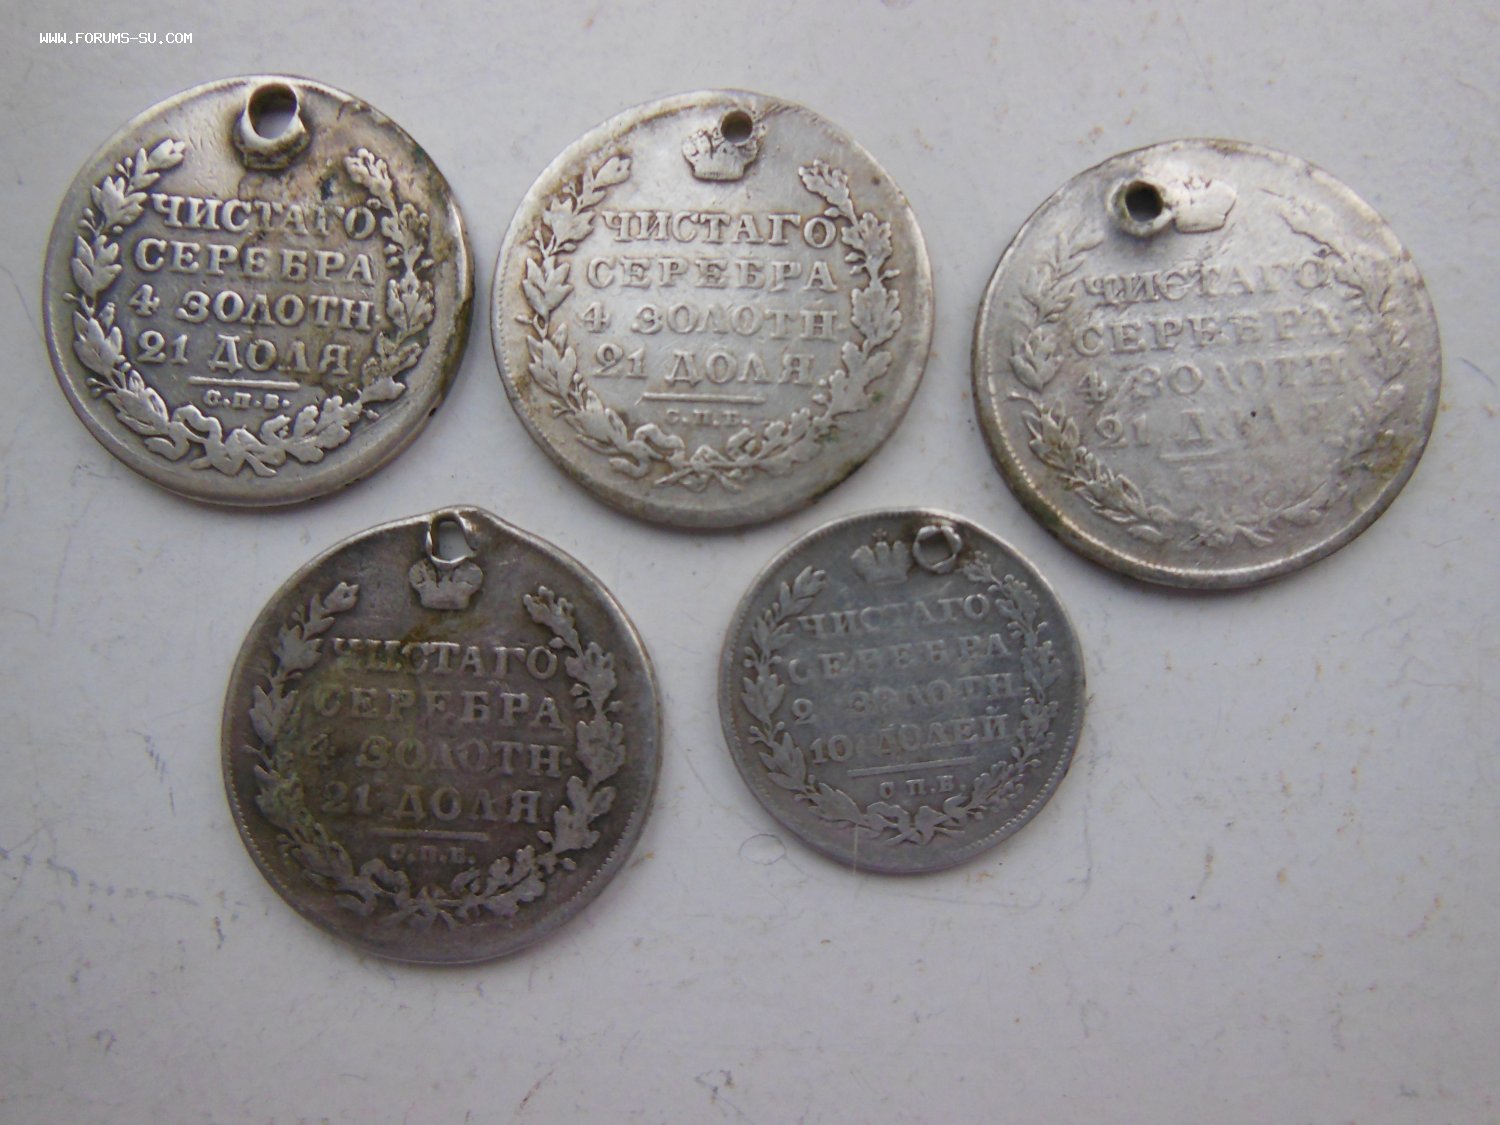 WWW.FORUMS-SU.COM
ЧИСТАГО
СЕРЕБРА
4 ЗОЛОТН.
21 ДОЛЯ.
С.П.Б.
ЧИСТАГО
СЕРЕБРА
4 ЗОЛОТН.
21 ДОЛЯ.
С.П.Б.
ЧИСТАГО
СЕРЕБРА
4 ЗОЛОТН
21 ДОЛЯ
ЧИСТАГО
СЕРЕБРА
4 ЗОЛОТН.
21 ДОЛЯ.
С.П.Б.
ЧИСТАГО
СЕРЕБРА
2 ЗОЛОТН.
10 ДОЛЕЙ
С.П.Б.